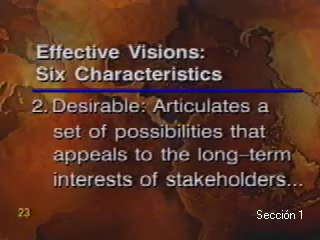 Effective Visions:
Six Characteristics
2. Desirable: Articulates a
set of possibilities that
appeals to the long–term
interests of stakeholders...
23
Sección 1